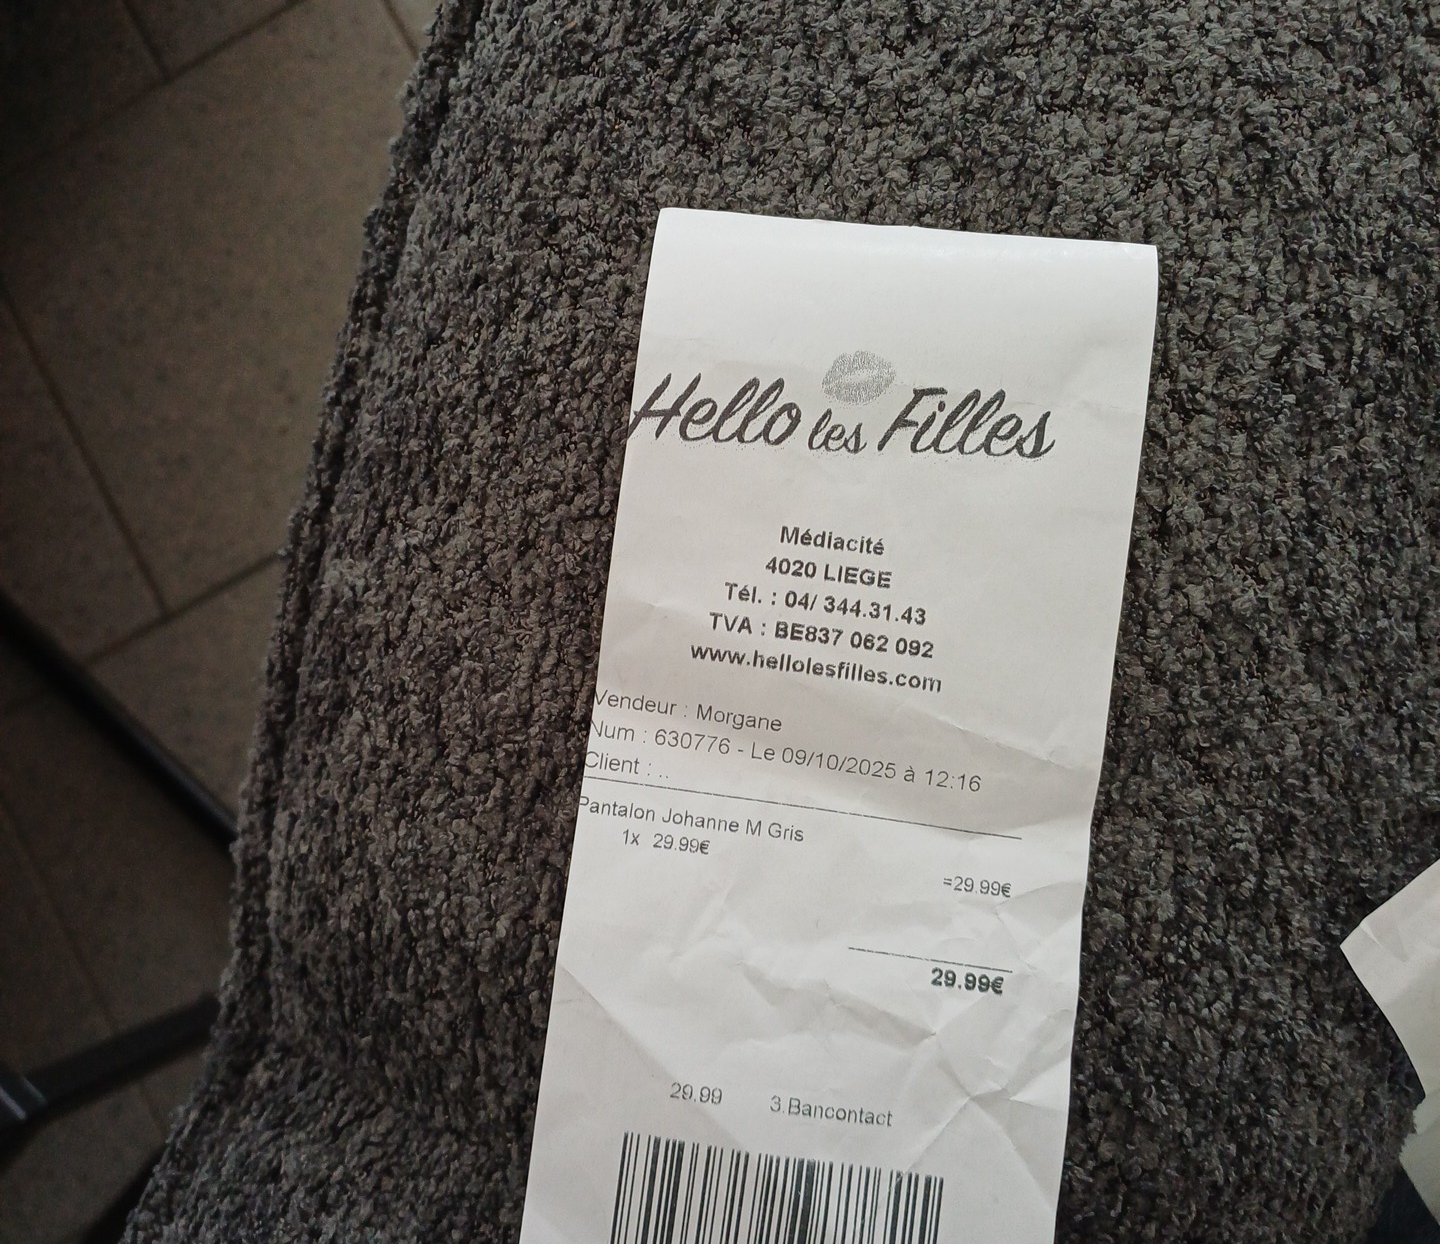 Hello les Filles
Médiacité
4020 LIEGE
Tél. : 04/ 344.31.43
TVA : BE837 062 092
www.hellolesfilles.com
Vendeur : Morgane
Num : 630776 - Le 09/10/2025 à 12:16
Client : ..
Pantalon Johanne M Gris
1x 29.99€
=29.99€
29.99€
29.99 3.Bancontact